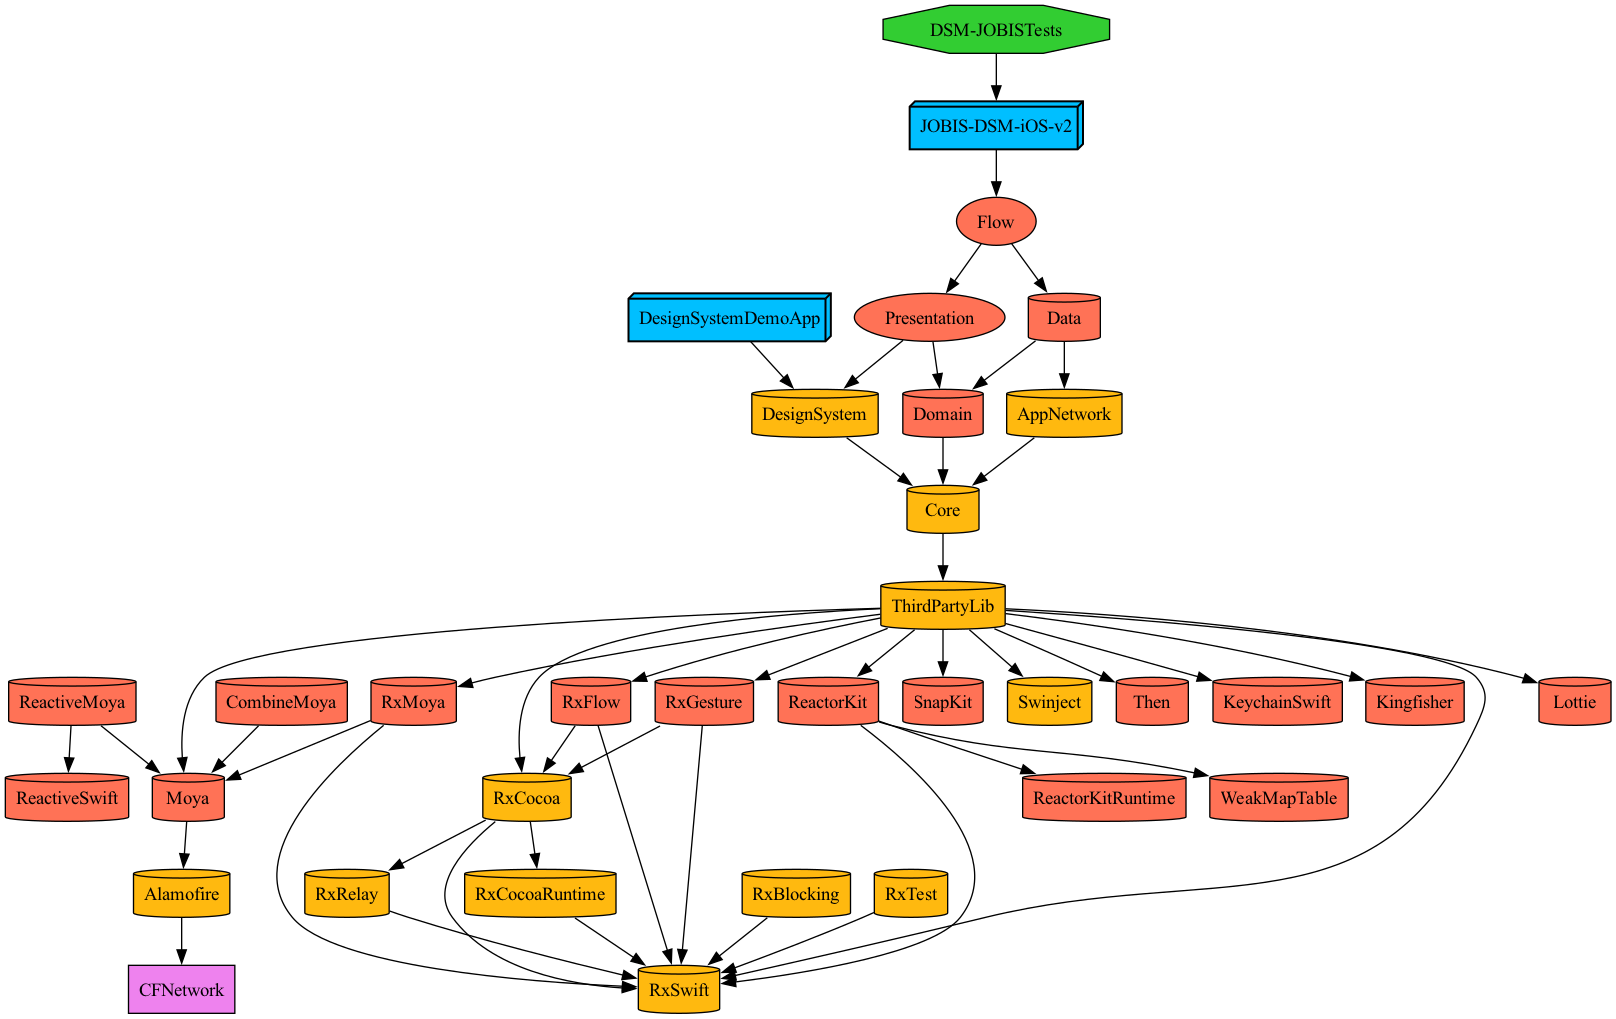 DSM-JOBISTests
JOBIS-DSM-iOS-v2
Flow
DesignSystemDemoApp
Presentation
Data
DesignSystem
Domain
AppNetwork
Core
ThirdPartyLib
ReactiveMoya
CombineMoya
RxMoya
RxFlow
RxGesture
ReactorKit
SnapKit
Swinject
Then
KeychainSwift
Kingfisher
Lottie
ReactiveSwift
Moya
RxCocoa
ReactorKitRuntime
WeakMapTable
Alamofire
RxRelay
RxCocoaRuntime
RxBlocking
RxTest
CFNetwork
RxSwift